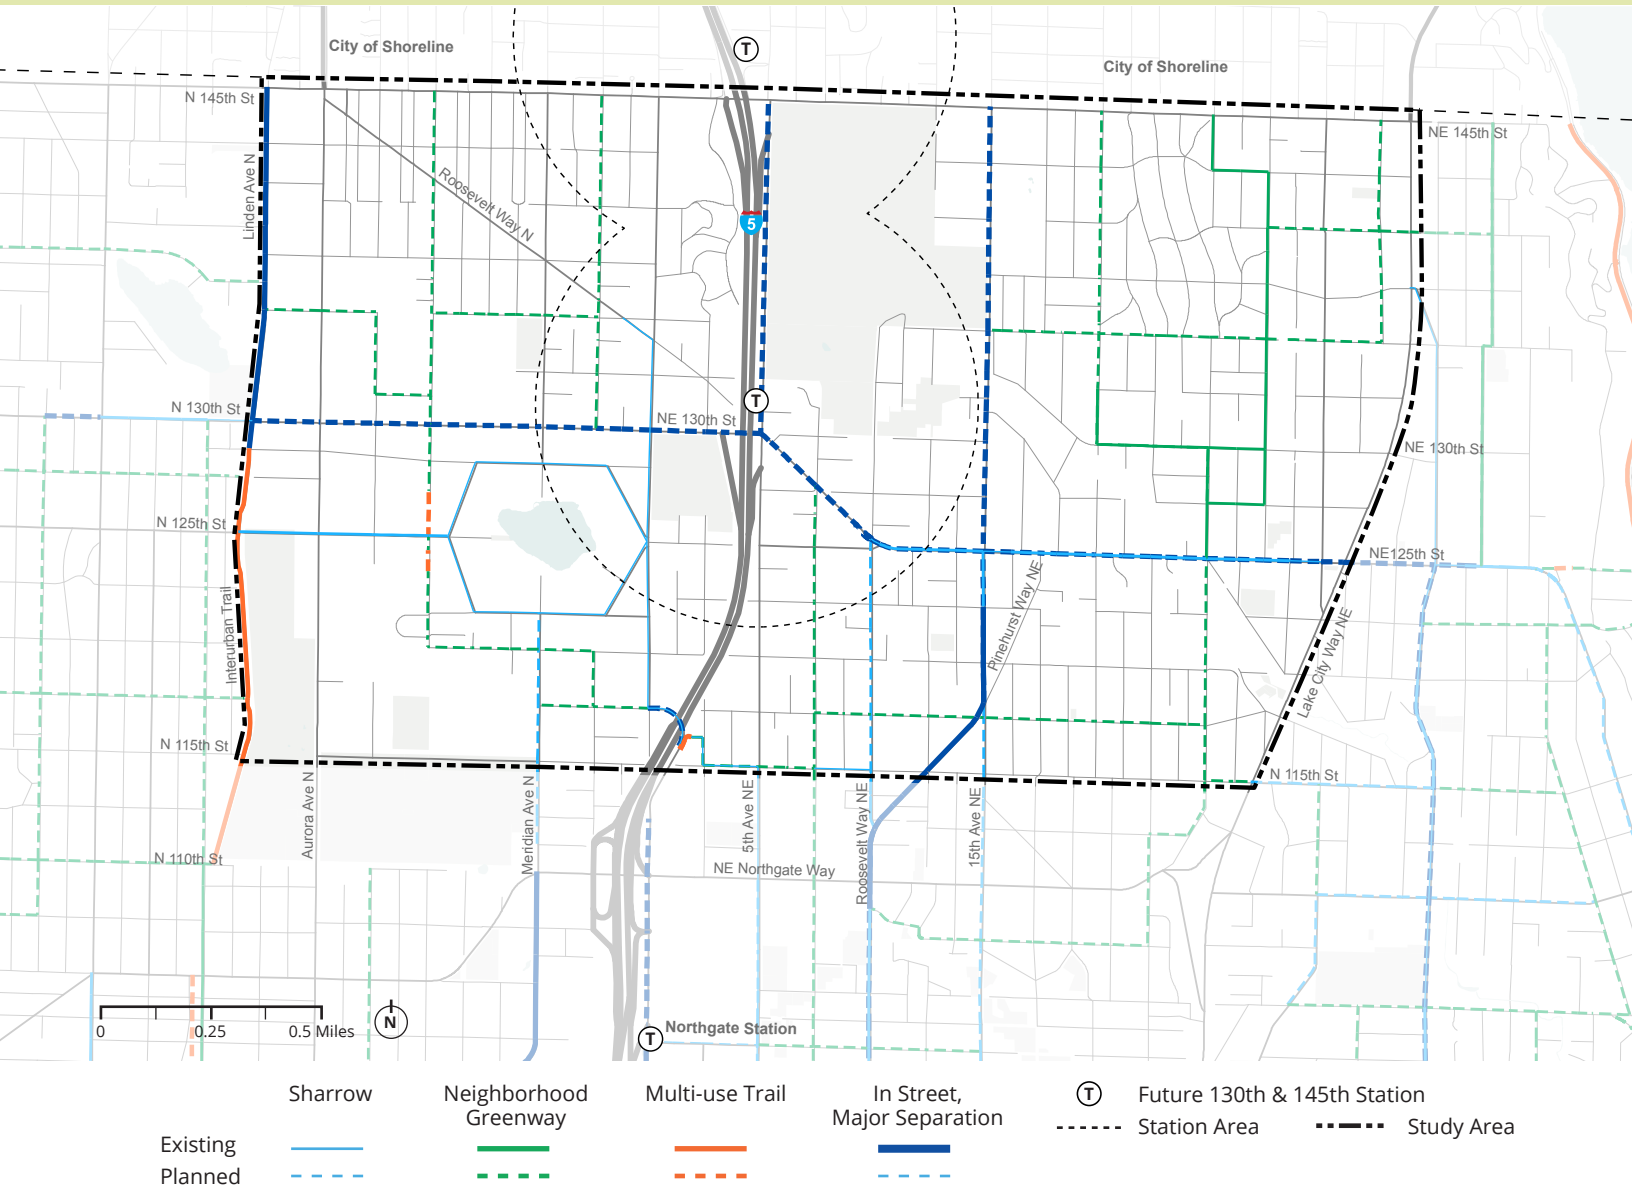 T
City of Shoreline
City of Shoreline
N 145th St
NE 145th St
Linden Ave N
Roosevelt Way N
5
T
N 130th St
NE 130th St
NE 130th St
N 125th St
NE125th St
Interurban Trail
Pinehurst Way NE
Lake City Way NE
N 115th St
N 115th St
Aurora Ave N
Meridian Ave N
5th Ave NE
Roosevelt Way NE
15th Ave NE
N 110th St
NE Northgate Way
0
0.25
0.5 Miles
N
T
Northgate Station
Sharrow
Neighborhood
Greenway
Multi-use Trail
In Street,
Major Separation
T
Future 130th & 145th Station
Station Area
Study Area
Existing
Planned